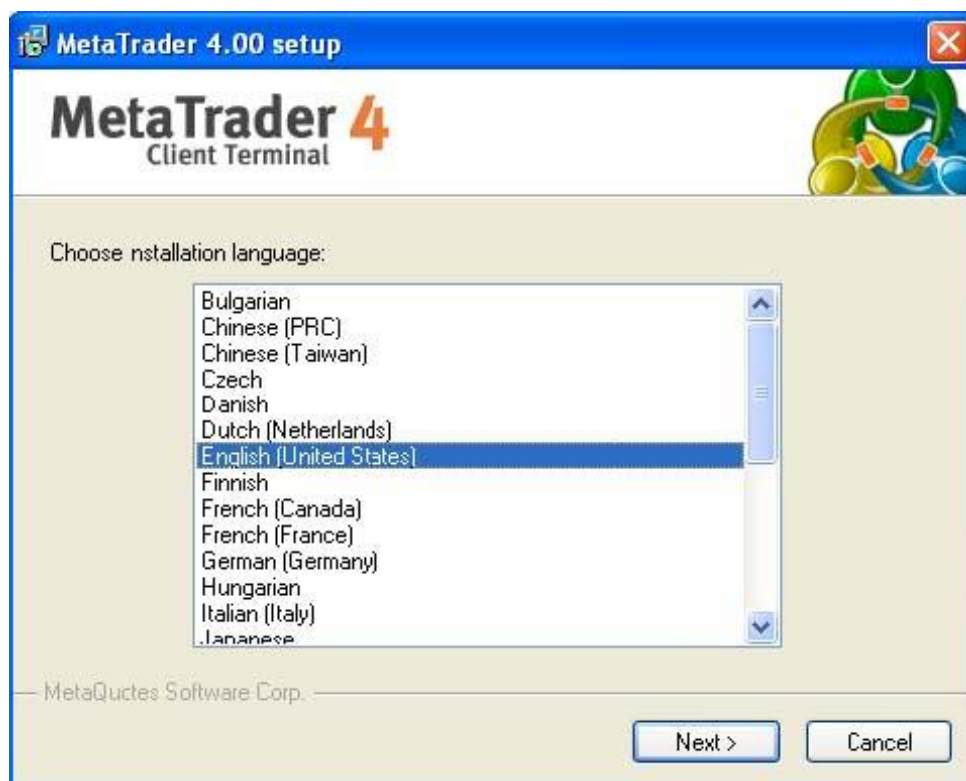 MetaTrader 4.00 setup
MetaTrader 4
Client Terminal
Choose nstallation language:
Bulgarian
Chinese (PRC)
Chinese (Taiwan)
Czech
Danish
Dutch (Netherlands)
English (United States)
Finnish
French (Canada)
French (France)
German (Germany)
Hungarian
Italian (Italy)
Japanese
MetaQuctes Software Corp.
Next >
Cancel